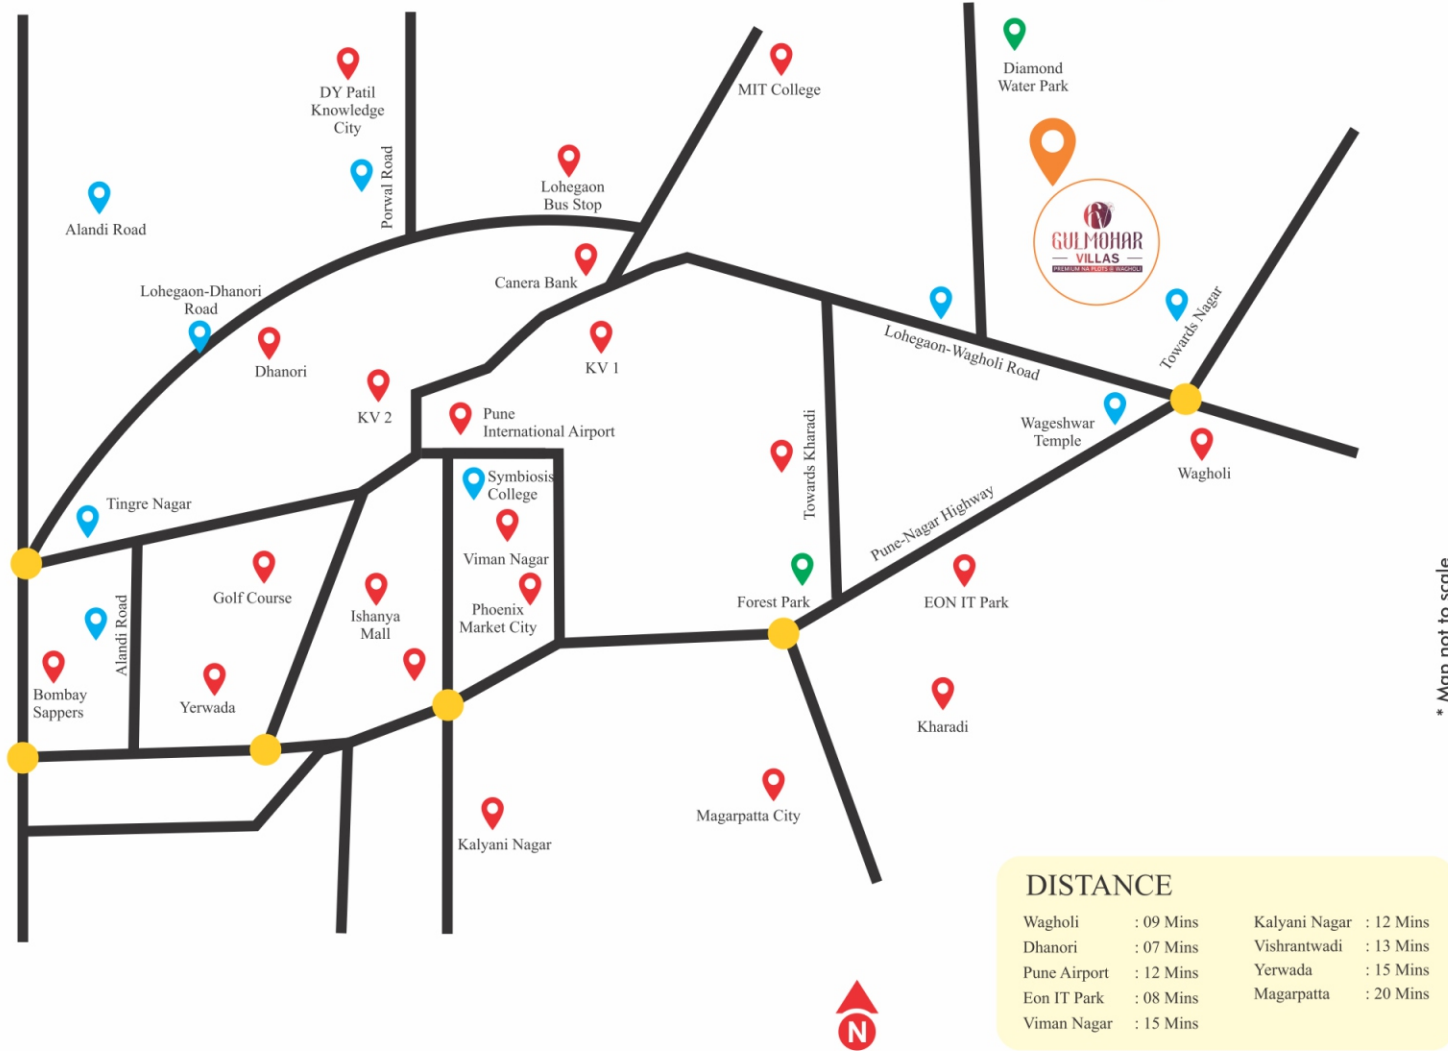 Diamond
Water Park
MIT College
DY Patil
Knowledge
City
Porwal Road
Lohegaon
Bus Stop
Alandi Road
GULMOHAR
VILLAS
PREMIUM NA PLOTS @ WAGHOLI
Canera Bank
Lohegaon-Dhanori
Road
Towards Nagar
Lohegaon-Wagholi Road
Dhanori
KV 1
KV 2
Pune
International Airport
Towards Kharadi
Wageshwar
Temple
Wagholi
Symbiosis
College
Tingre Nagar
Pune-Nagar Highway
Viman Nagar
Golf Course
Alandi Road
Ishanya
Mall
Phoenix
Market City
Forest Park
EON IT Park
* Map not to scale
Bombay
Sappers
Yerwada
Kharadi
Magarpatta City
Kalyani Nagar
DISTANCE
Wagholi : 09 Mins
Dhanori : 07 Mins
Pune Airport : 12 Mins
Eon IT Park : 08 Mins
Viman Nagar : 15 Mins
Kalyani Nagar : 12 Mins
Vishrantwadi : 13 Mins
Yerwada : 15 Mins
Magarpatta : 20 Mins
N